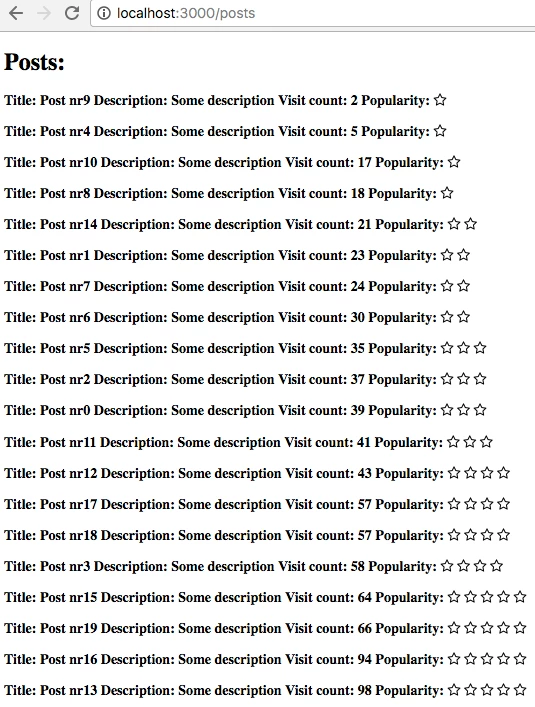 localhost:3000/posts
Posts:
Title: Post nr9 Description: Some description Visit count: 2 Popularity: ☆
Title: Post nr4 Description: Some description Visit count: 5 Popularity: ☆
Title: Post nr10 Description: Some description Visit count: 17 Popularity: ☆
Title: Post nr8 Description: Some description Visit count: 18 Popularity: ☆
Title: Post nr14 Description: Some description Visit count: 21 Popularity: ☆ ☆
Title: Post nr1 Description: Some description Visit count: 23 Popularity: ☆ ☆
Title: Post nr7 Description: Some description Visit count: 24 Popularity: ☆ ☆
Title: Post nr6 Description: Some description Visit count: 30 Popularity: ☆ ☆
Title: Post nr5 Description: Some description Visit count: 35 Popularity: ☆ ☆ ☆
Title: Post nr2 Description: Some description Visit count: 37 Popularity: ☆ ☆ ☆
Title: Post nr0 Description: Some description Visit count: 39 Popularity: ☆ ☆ ☆
Title: Post nr11 Description: Some description Visit count: 41 Popularity: ☆ ☆ ☆
Title: Post nr12 Description: Some description Visit count: 43 Popularity: ☆ ☆ ☆ ☆
Title: Post nr17 Description: Some description Visit count: 57 Popularity: ☆ ☆ ☆ ☆
Title: Post nr18 Description: Some description Visit count: 57 Popularity: ☆ ☆ ☆ ☆
Title: Post nr3 Description: Some description Visit count: 58 Popularity: ☆ ☆ ☆ ☆
Title: Post nr15 Description: Some description Visit count: 64 Popularity: ☆ ☆ ☆ ☆ ☆
Title: Post nr19 Description: Some description Visit count: 66 Popularity: ☆ ☆ ☆ ☆ ☆
Title: Post nr16 Description: Some description Visit count: 94 Popularity: ☆ ☆ ☆ ☆ ☆
Title: Post nr13 Description: Some description Visit count: 98 Popularity: ☆ ☆ ☆ ☆ ☆